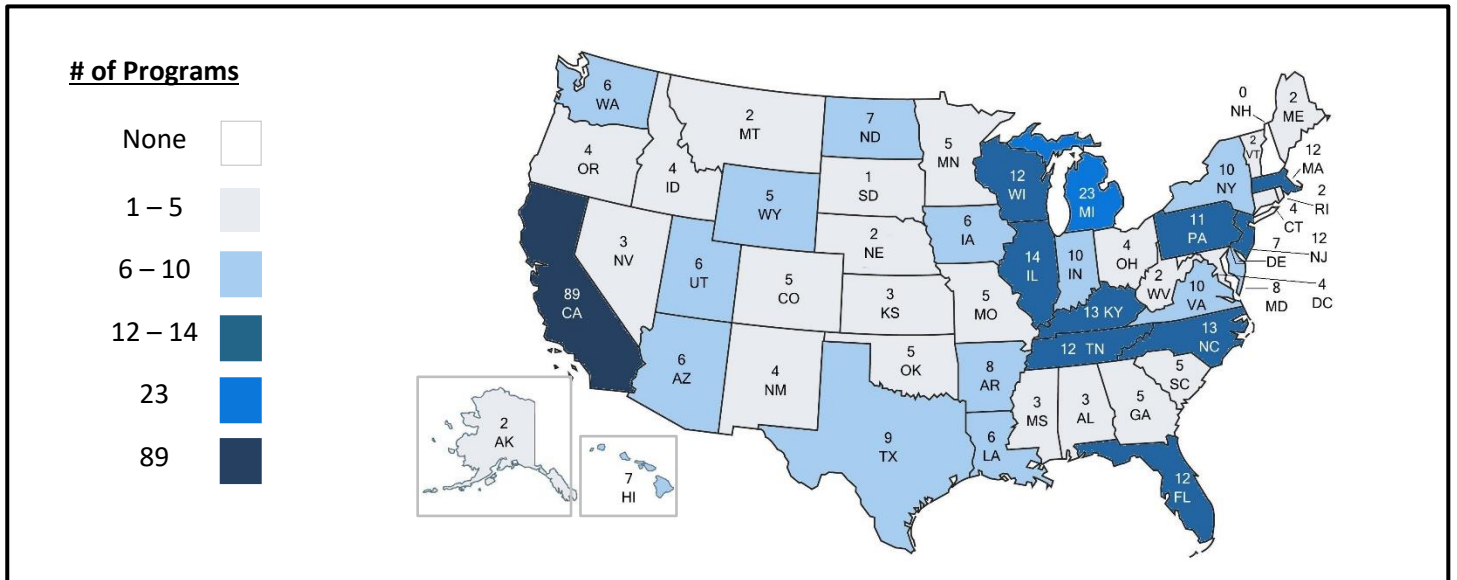 # of Programs
None
1 – 5
6 – 10
12 – 14
23
89
6
WA
4
OR
4
ID
2
MT
7
ND
5
MN
1
SD
5
WY
3
NV
6
UT
5
CO
2
NE
3
KS
6
IA
5
MO
12
WI
23
MI
14
IL
10
IN
4
OH
89
CA
6
AZ
4
NM
5
OK
8
AR
9
TX
6
LA
3
MS
3
AL
5
GA
5
SC
13
NC
12 TN
13 KY
2
WV
10
VA
11
PA
10
NY
2
VT
0
NH
2
ME
12
MA
2
RI
4
CT
12
NJ
7
DE
4
DC
8
MD
12
FL
2
AK
7
HI